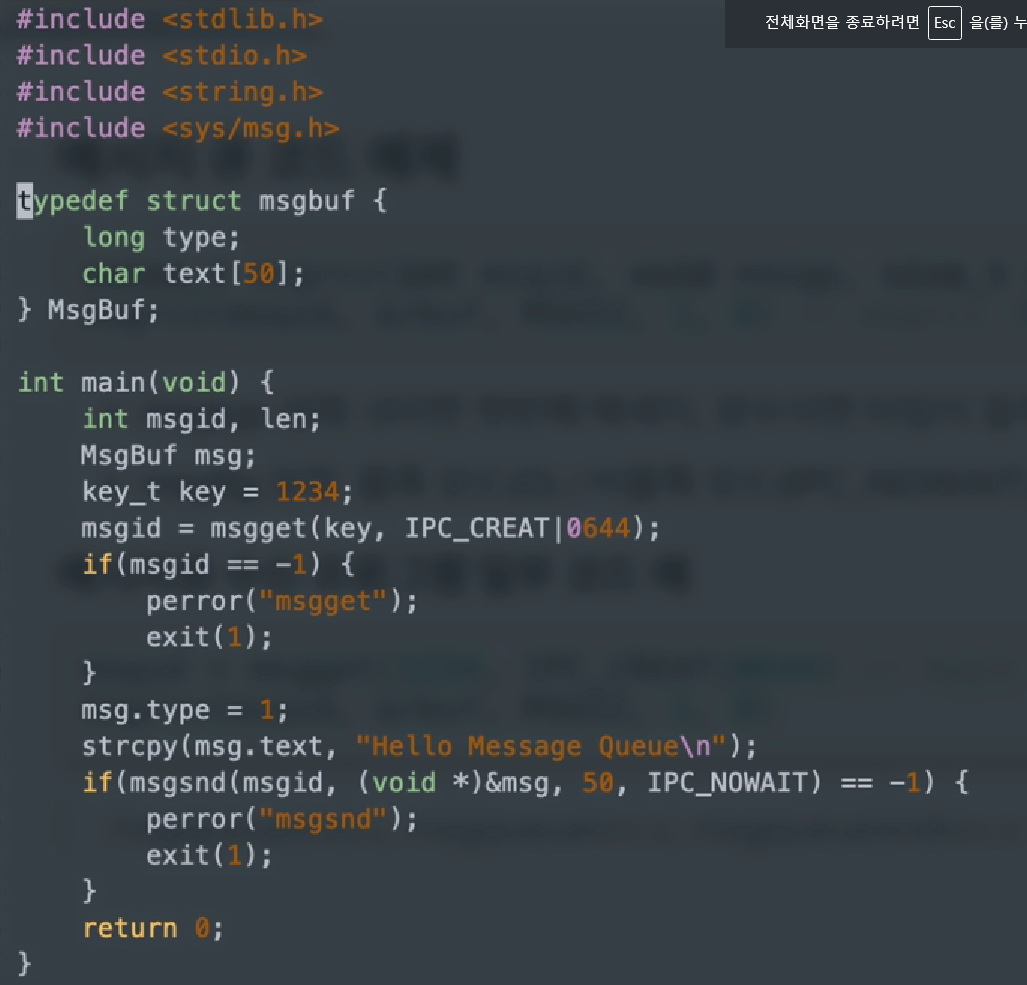 #include <stdlib.h>
전체화면을 종료하려면 Esc 을(를) 누
#include <stdio.h>
#include <string.h>
#include <sys/msg.h>
typedef struct msgbuf {
    long type;
    char text[50];
} MsgBuf;
int main(void) {
    int msgid, len;
    MsgBuf msg;
    key_t key = 1234;
    msgid = msgget(key, IPC_CREAT|0644);
    if(msgid == -1) {
        perror("msgget");
        exit(1);
    }
    msg.type = 1;
    strcpy(msg.text, "Hello Message Queue\n");
    if(msgsnd(msgid, (void *)&msg, 50, IPC_NOWAIT) == -1) {
        perror("msgsnd");
        exit(1);
    }
    return 0;
}